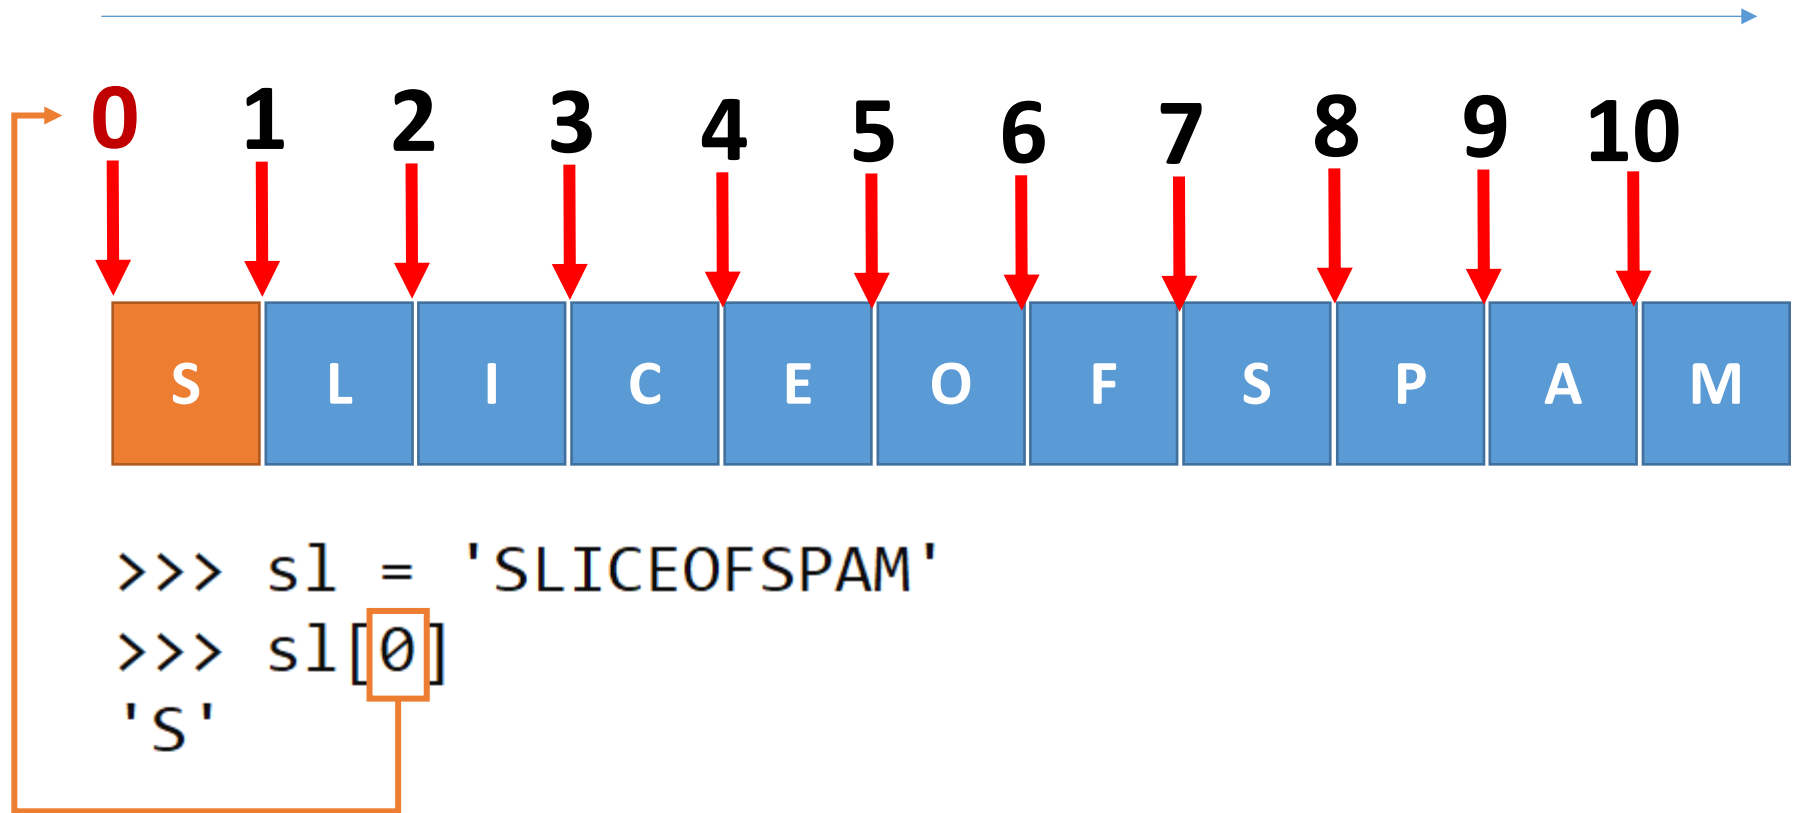 0 1 2 3 4 5 6 7 8 9 10
S L I C E O F S P A M
>>> sl = 'SLICEOFSPAM'
>>> sl[0]
'S'